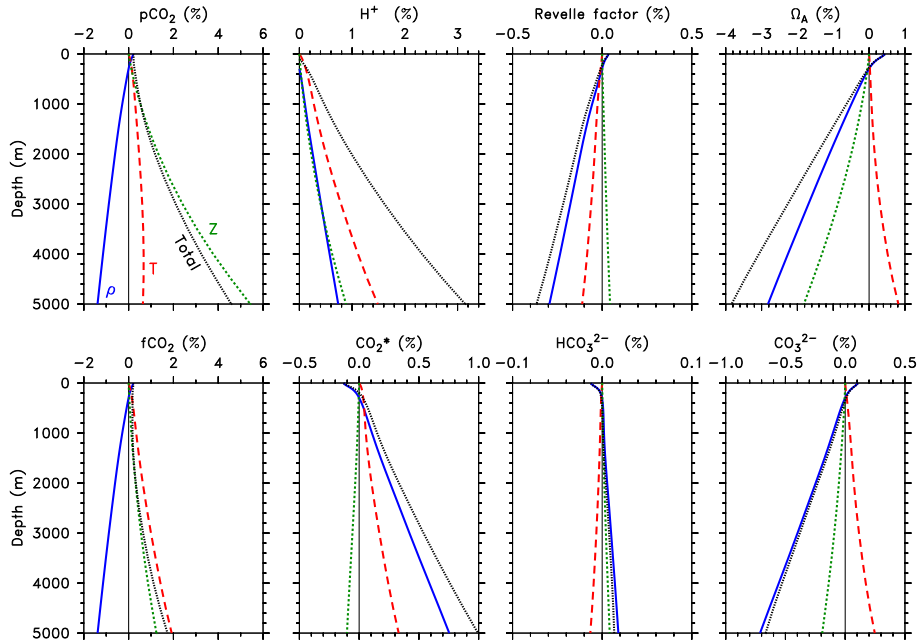 pCO₂ (%)
H⁺ (%)
Revelle factor (%)
Ω_A (%)
−2 0 2 4 6
0 1 2 3
−0.5 0.0 0.5
−4 −3 −2 −1 0 1
0
1000
2000
3000
4000
5000
Depth (m)
ρ
T
Total
Z
fCO₂ (%)
CO₂* (%)
HCO₃²⁻ (%)
CO₃²⁻ (%)
−2 0 2 4 6
−0.5 0.0 0.5 1.0
−0.1 0.0 0.1
−1.0 −0.5 0.0 0.5
0
1000
2000
3000
4000
5000
Depth (m)